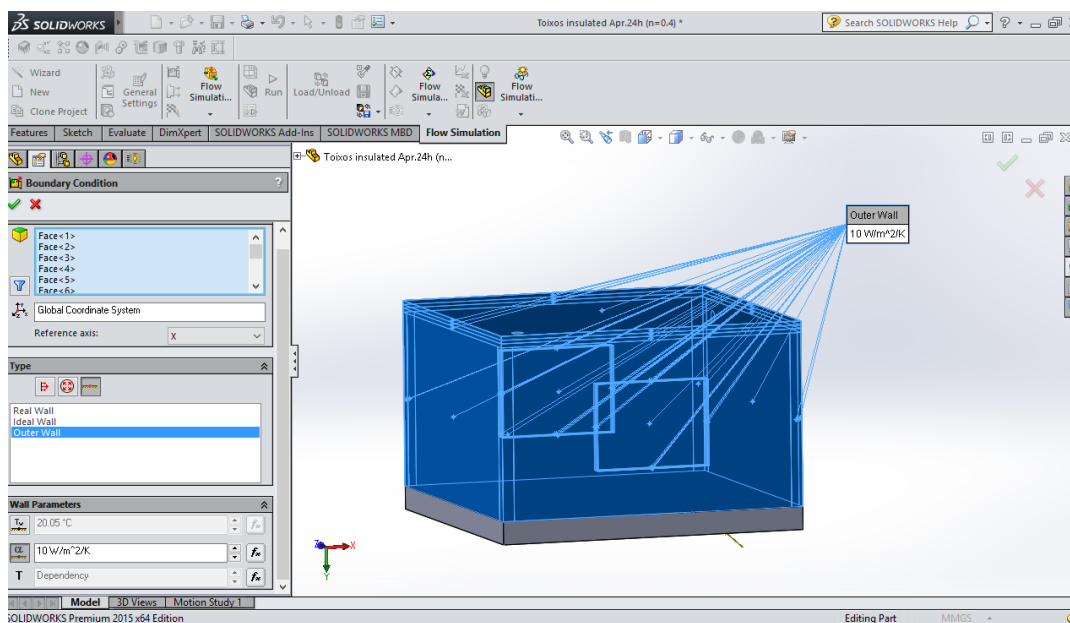 SOLIDWORKS
Toixos insulated Apr.24h (n=0.4) *
Search SOLIDWORKS Help
Wizard
New
Clone Project
General Settings
Flow Simulati...
Run
Load/Unload
Flow Simula...
Flow Simulati...
Features Sketch Evaluate DimXpert SOLIDWORKS Add-Ins SOLIDWORKS MBD Flow Simulation
Toixos insulated Apr.24h (n...
Boundary Condition ?
Face<1>
Face<2>
Face<3>
Face<4>
Face<5>
Face<6>
Global Coordinate System
Reference axis: X
Type
Real Wall
Ideal Wall
Outer Wall
Wall Parameters
Tw 20.05 °C
α 10 W/m^2/K
T Dependency
Outer Wall
10 W/m^2/K
Z X
Y
Model 3D Views Motion Study 1
SOLIDWORKS Premium 2015 x64 Edition
Editing Part MMGS